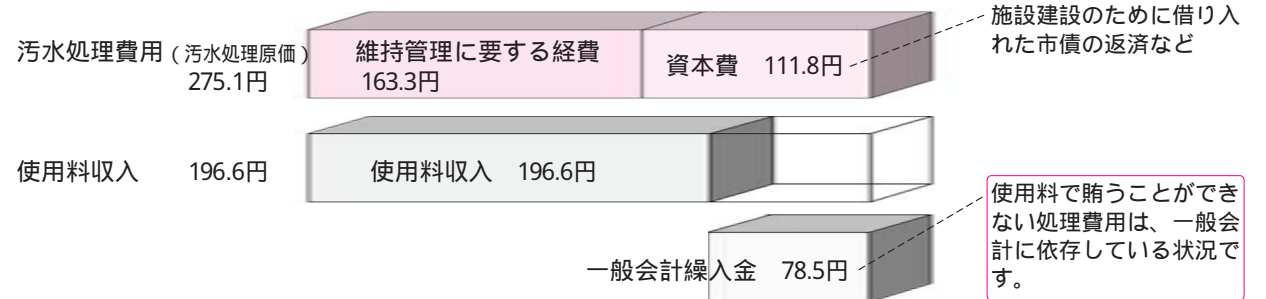 汚水処理費用(汚水処理原価)
275.1円
維持管理に要する経費
163.3円
資本費 111.8円
施設建設のために借り入
れた市債の返済など
使用料収入 196.6円
使用料収入 196.6円
一般会計繰入金 78.5円
使用料で賄うことができ
ない処理費用は、一般会
計に依存している状況で
す。